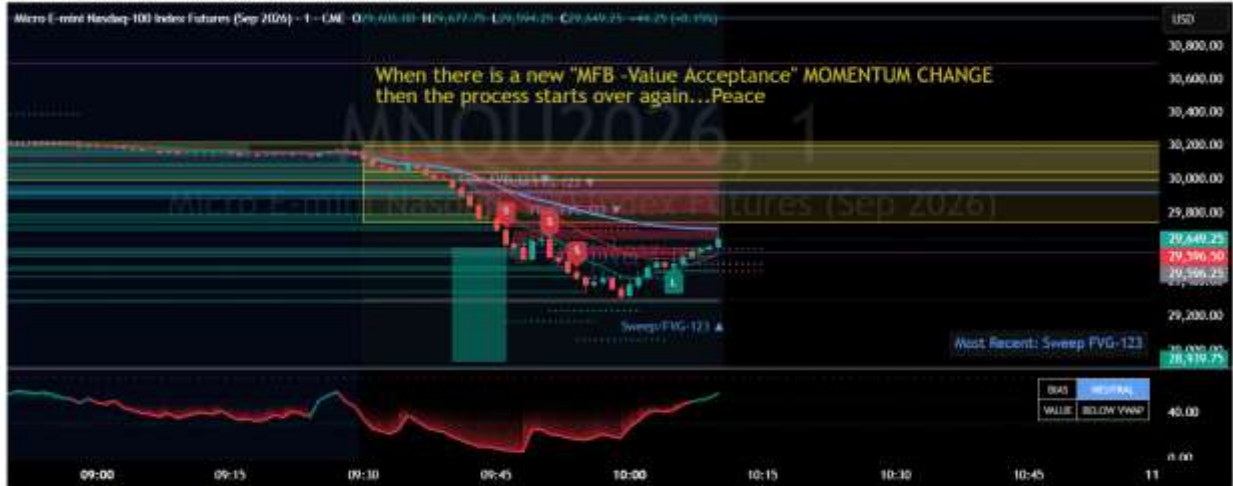 Micro E-mini Nasdaq-100 Index Futures (Sep 2026) · 1 · CME
USD
30,800.00
When there is a new "MFB -Value Acceptance" MOMENTUM CHANGE
then the process starts over again...Peace
30,600.00
30,400.00
MNQU2026, 1
30,200.00
30,000.00
Micro E-mini Nasdaq-100 Index Futures (Sep 2026)
29,800.00
29,649.25
29,596.50
29,596.25
L
29,200.00
Sweep/FVG-123 ▲
Most Recent: Sweep FVG-123
28,939.75
BIAS NEUTRAL
VALUE BELOW VWAP
40.00
0.00
09:00 09:15 09:30 09:45 10:00 10:15 10:30 10:45 11